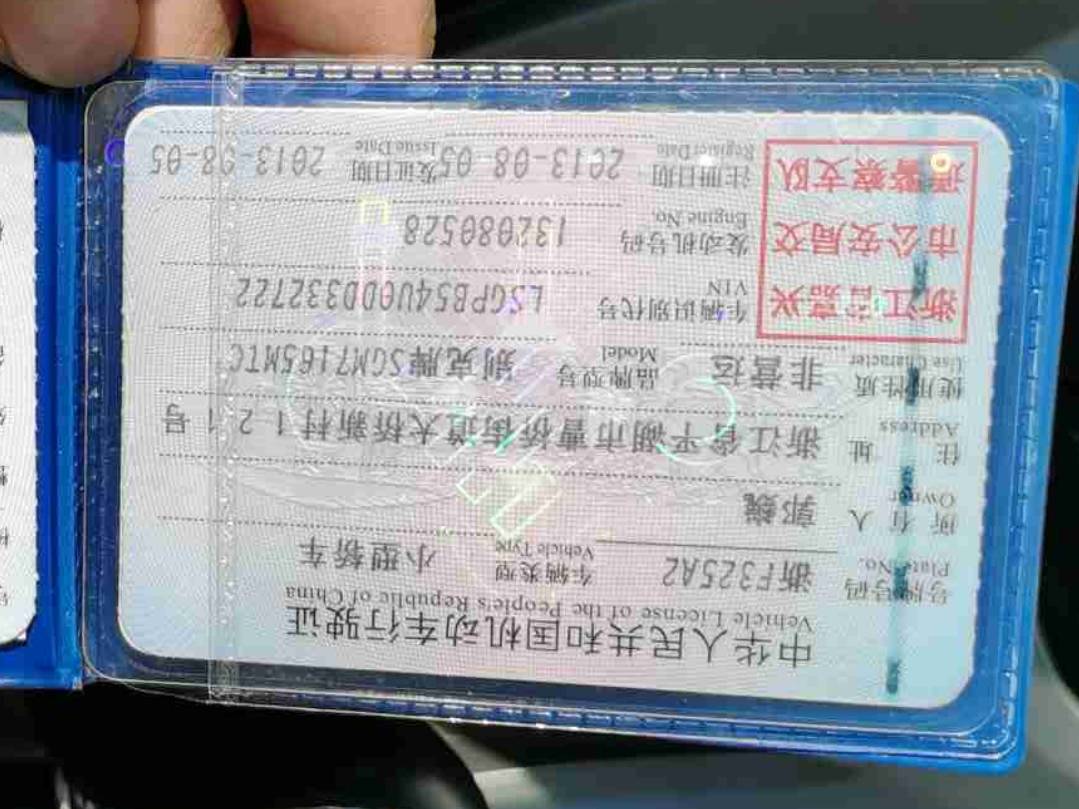 中华人民共和国机动车行驶证
Vehicle License of the People's Republic of China
号牌号码 Plate No. 浙F325A2 车辆类型 Vehicle Type 小型轿车
所有人 Owner 郭巍
住址 Address 浙江省平湖市曹桥街道大桥新村1212号
使用性质 Use Character 非营运 品牌型号 Model 别克牌SGM7165MTC
浙江省嘉兴市公安局交通警察支队
车辆识别代号 VIN LSGPB54U0DD332722
发动机号码 Engine No. 132080528
注册日期 Register Date 2013-08-05 发证日期 Issue Date 2013-08-05